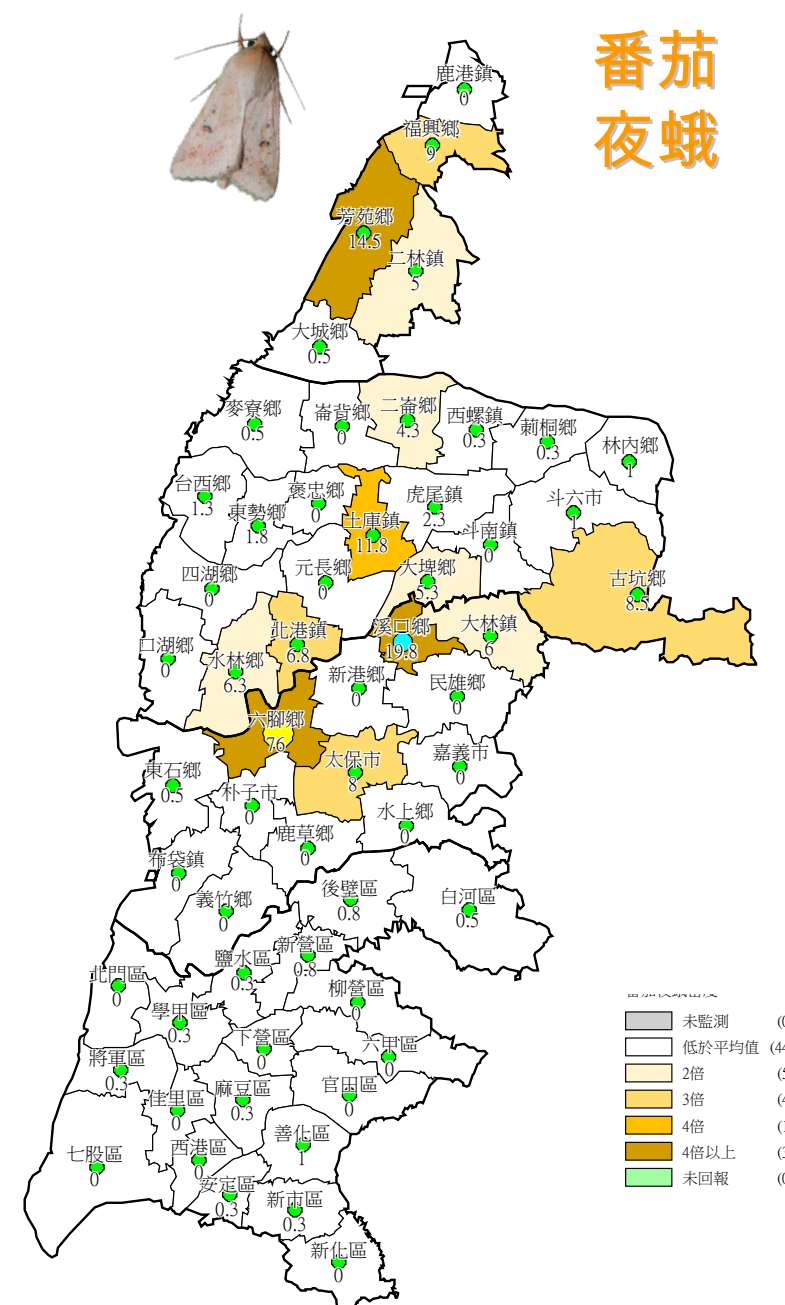 番茄
夜蛾
鹿港鎮
0
福興鄉
9
芳苑鄉
14.5
二林鎮
5
大城鄉
0.5
麥寮鄉
0.5
崙背鄉
0
二崙鄉
4.3
西螺鎮
0.3
莿桐鄉
0.3
林內鄉
1
台西鄉
1.3
東勢鄉
1.8
褒忠鄉
0
土庫鎮
11.8
虎尾鎮
2.3
斗南鎮
0
斗六市
1
四湖鄉
0
元長鄉
0
大埤鄉
5.3
古坑鄉
8.5
口湖鄉
0
水林鄉
6.3
北港鎮
6.8
溪口鄉
19.8
大林鎮
6
新港鄉
0
民雄鄉
0
六腳鄉
76
太保市
8
嘉義市
0
東石鄉
0.5
朴子市
0
鹿草鄉
0
水上鄉
0
布袋鎮
0
義竹鄉
0
後壁區
0.8
白河區
0.5
北門區
0
鹽水區
0.3
新營區
0.8
柳營區
0
學甲區
0.3
下營區
0
六甲區
0
將軍區
0.3
佳里區
0
麻豆區
0.3
官田區
0
七股區
0
西港區
0
善化區
1
安定區
0.3
新市區
0.3
新化區
0
未監測 (0
低於平均值 (44
2倍 (5
3倍 (4
4倍 (1
4倍以上 (3
未回報 (0